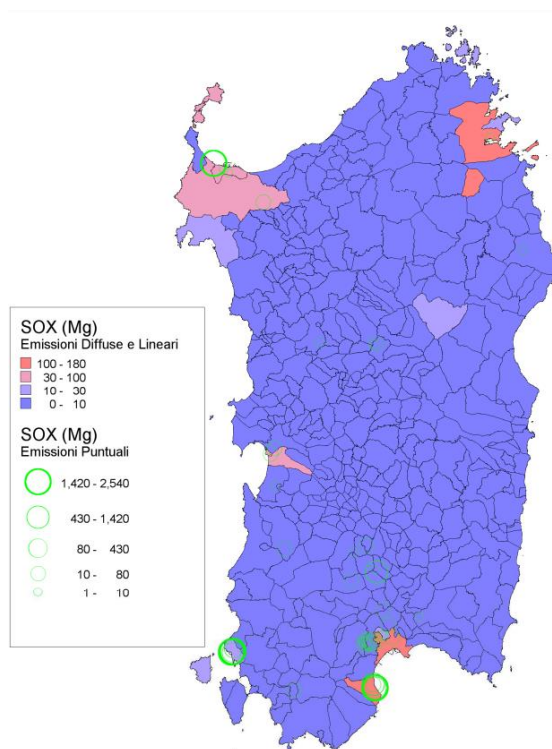 SOX (Mg)
Emissioni Diffuse e Lineari
100 - 180
30 - 100
10 - 30
0 - 10
SOX (Mg)
Emissioni Puntuali
1,420 - 2,540
430 - 1,420
80 - 430
10 - 80
1 - 10